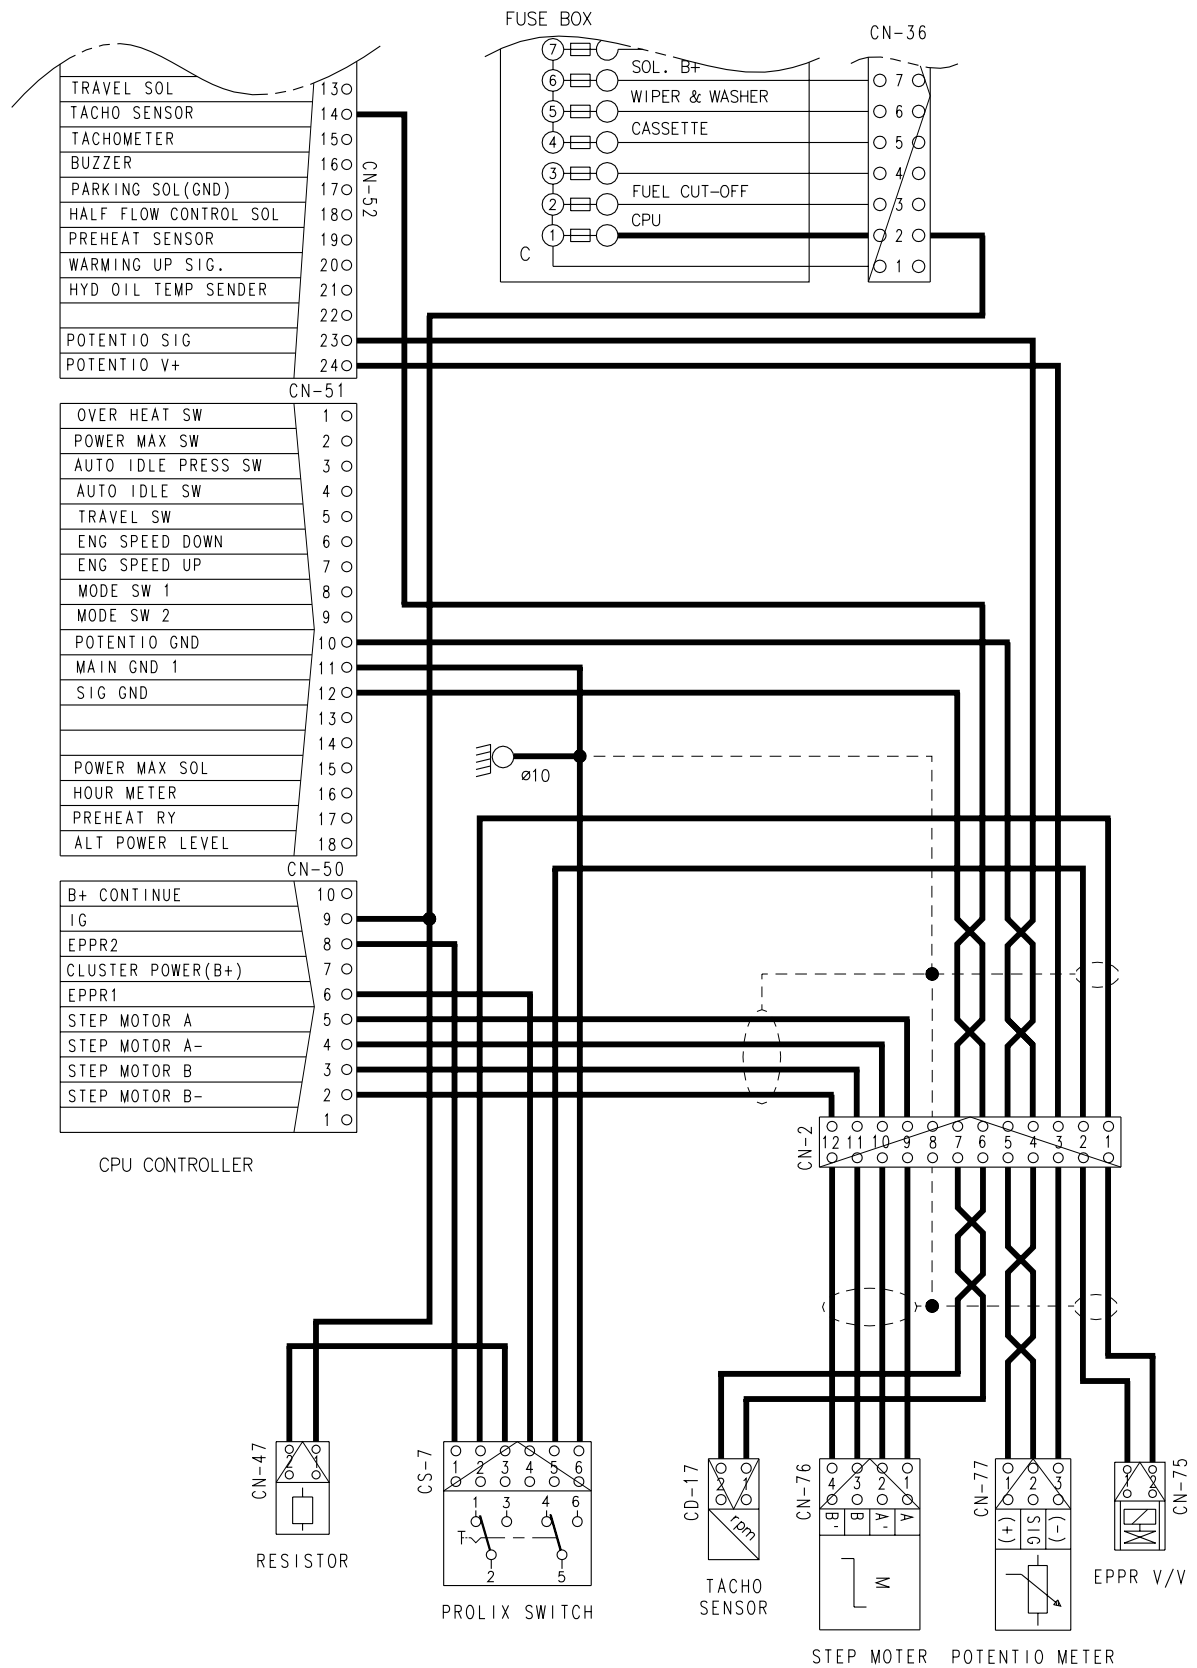 FUSE BOX
CN-36
7
6 SOL. B+ 7
5 WIPER & WASHER 6
4 CASSETTE 5
3 4
2 FUEL CUT-OFF 3
1 CPU 2
C 1
TRAVEL SOL 13
TACHO SENSOR 14
TACHOMETER 15
BUZZER 16
PARKING SOL(GND) 17
HALF FLOW CONTROL SOL 18
PREHEAT SENSOR 19
WARMING UP SIG. 20
HYD OIL TEMP SENDER 21
22
POTENTIO SIG 23
POTENTIO V+ 24
CN-52
CN-51
OVER HEAT SW 1
POWER MAX SW 2
AUTO IDLE PRESS SW 3
AUTO IDLE SW 4
TRAVEL SW 5
ENG SPEED DOWN 6
ENG SPEED UP 7
MODE SW 1 8
MODE SW 2 9
POTENTIO GND 10
MAIN GND 1 11
SIG GND 12
13
14
POWER MAX SOL 15
HOUR METER 16
PREHEAT RY 17
ALT POWER LEVEL 18
ø10
CN-50
B+ CONTINUE 10
IG 9
EPPR2 8
CLUSTER POWER(B+) 7
EPPR1 6
STEP MOTOR A 5
STEP MOTOR A- 4
STEP MOTOR B 3
STEP MOTOR B- 2
1
CPU CONTROLLER
CN-2
12 11 10 9 8 7 6 5 4 3 2 1
CN-47
2 1
RESISTOR
CS-7
1 2 3 4 5 6
1 3 4 6
2 5
PROLIX SWITCH
CD-17
2 1
rpm
TACHO
SENSOR
CN-76
4 3 2 1
B' B A' A
M
STEP MOTER
CN-77
1 2 3
(+) SIG (-)
POTENTIO METER
CN-75
1 2
EPPR V/V